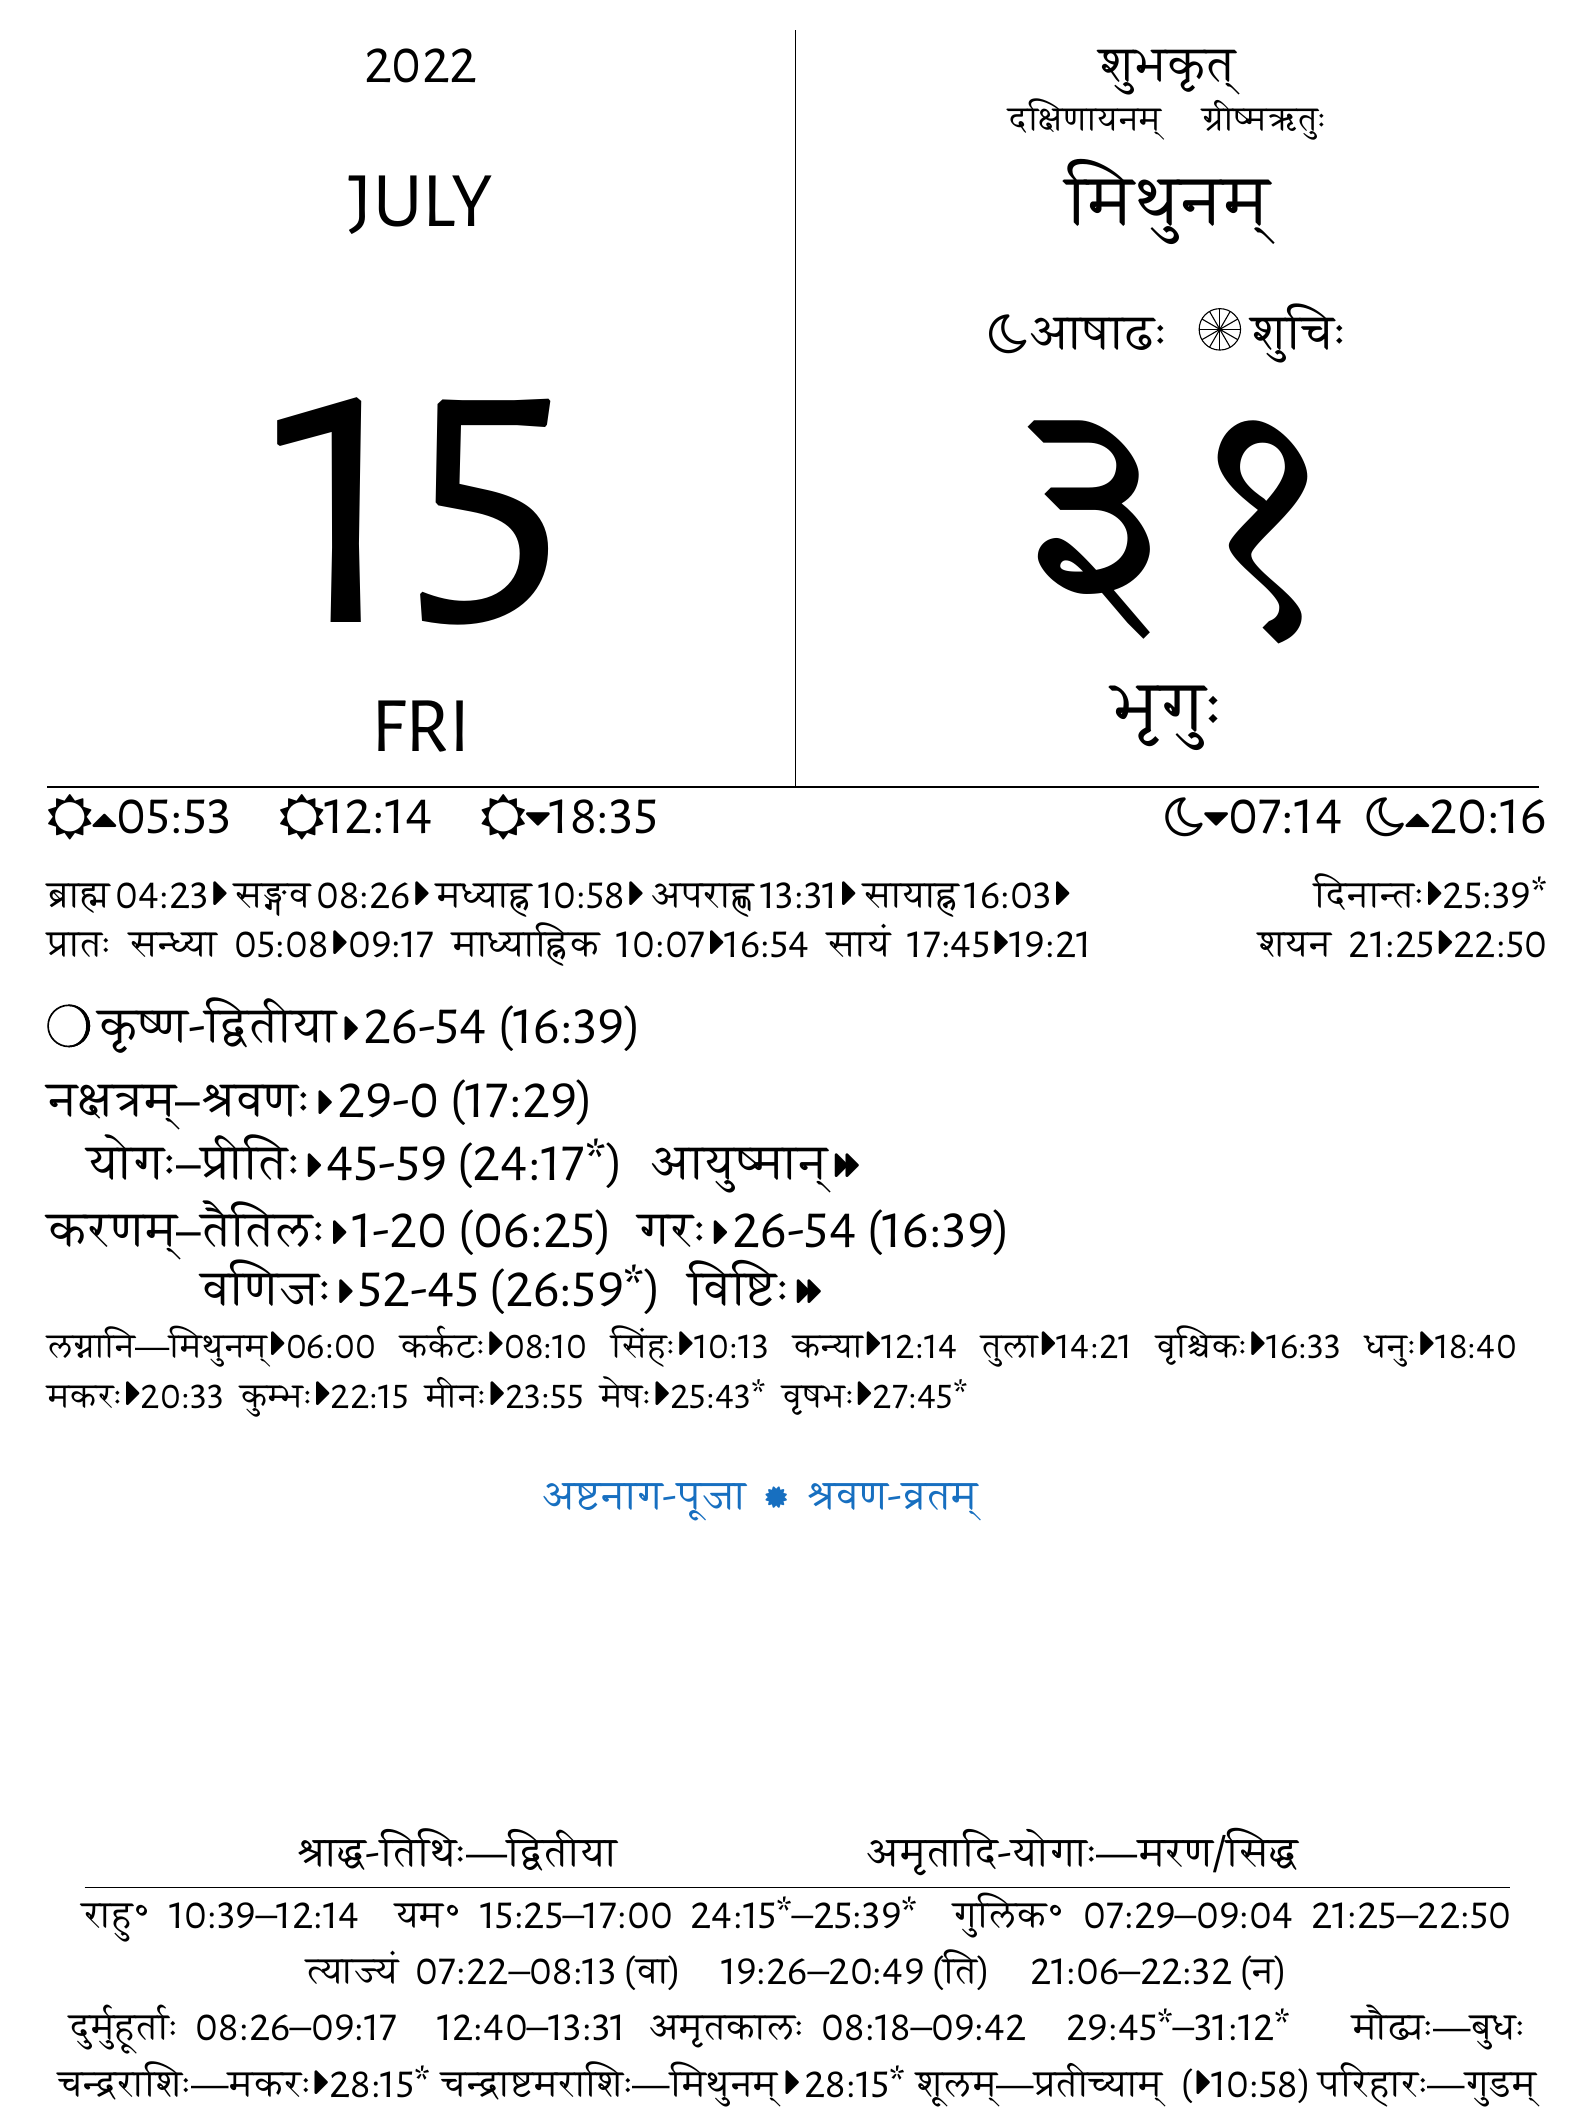 2022
JULY
15
FRI
शुभकृत्
दक्षिणायनम् ग्रीष्मऋतुः
मिथुनम्
आषाढः शुचिः
३१
भृगुः
05:53 12:14 18:35 07:14 20:16
ब्राह्म 04:23 सङ्गव 08:26 मध्याह्न 10:58 अपराह्ण 13:31 सायाह्न 16:03 दिनान्तः 25:39*
प्रातः सन्ध्या 05:08 09:17 माध्याह्निक 10:07 16:54 सायं 17:45 19:21 शयन 21:25 22:50
कृष्ण-द्वितीया 26-54 (16:39)
नक्षत्रम्–श्रवणः 29-0 (17:29)
योगः–प्रीतिः 45-59 (24:17*) आयुष्मान्
करणम्–तैतिलः 1-20 (06:25) गरः 26-54 (16:39)
वणिजः 52-45 (26:59*) विष्टिः
लग्नानि—मिथुनम् 06:00 कर्कटः 08:10 सिंहः 10:13 कन्या 12:14 तुला 14:21 वृश्चिकः 16:33 धनुः 18:40
मकरः 20:33 कुम्भः 22:15 मीनः 23:55 मेषः 25:43* वृषभः 27:45*
अष्टनाग-पूजा ✹ श्रवण-व्रतम्
श्राद्ध-तिथिः—द्वितीया अमृतादि-योगाः—मरण/सिद्ध
राहु॰ 10:39–12:14 यम॰ 15:25–17:00 24:15*–25:39* गुलिक॰ 07:29–09:04 21:25–22:50
त्याज्यं 07:22–08:13 (वा) 19:26–20:49 (ति) 21:06–22:32 (न)
दुर्मुहूर्ताः 08:26–09:17 12:40–13:31 अमृतकालः 08:18–09:42 29:45*–31:12* मौढ्यः—बुधः
चन्द्रराशिः—मकरः 28:15* चन्द्राष्टमराशिः—मिथुनम् 28:15* शूलम्—प्रतीच्याम् (10:58) परिहारः—गुडम्